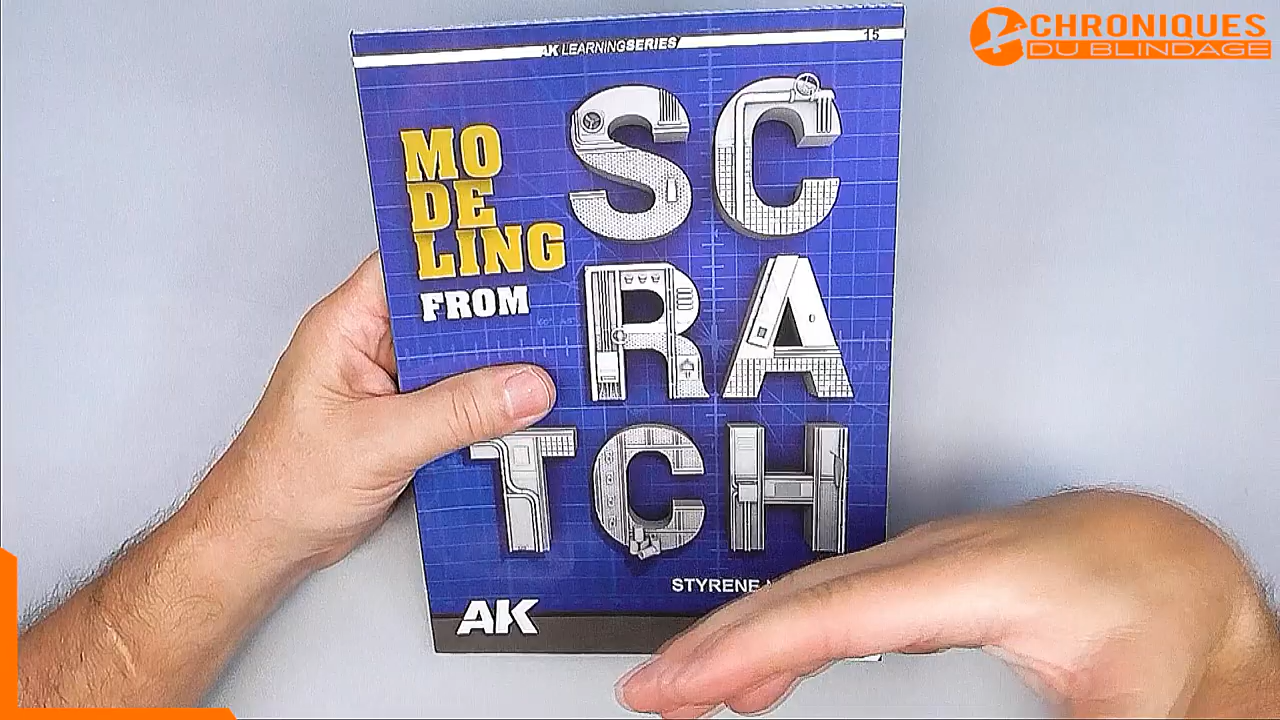 CHRONIQUES
DU BLINDAGE
AK LEARNINGSERIES
15
MO
DE
LING
FROM
SC
RA
TCH
STYRENE
AK